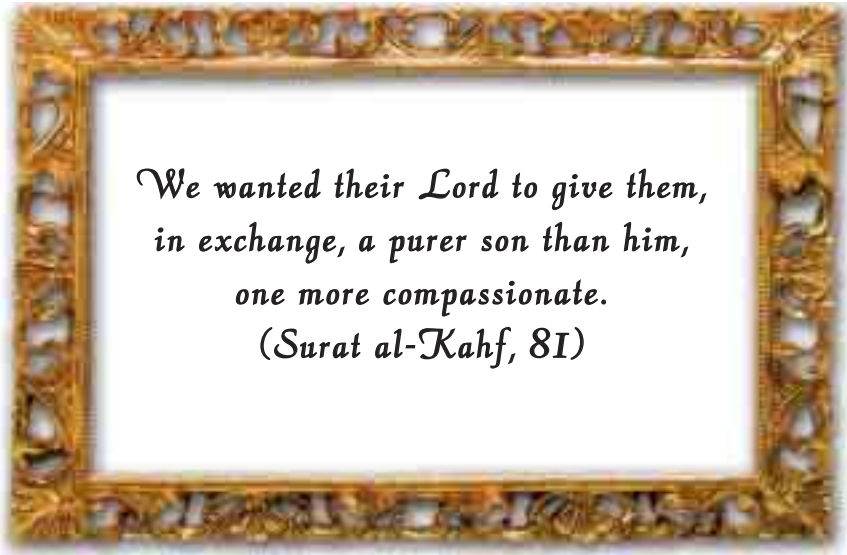 We wanted their Lord to give them,
in exchange, a purer son than him,
one more compassionate.
(Surat al-Kahf, 81)